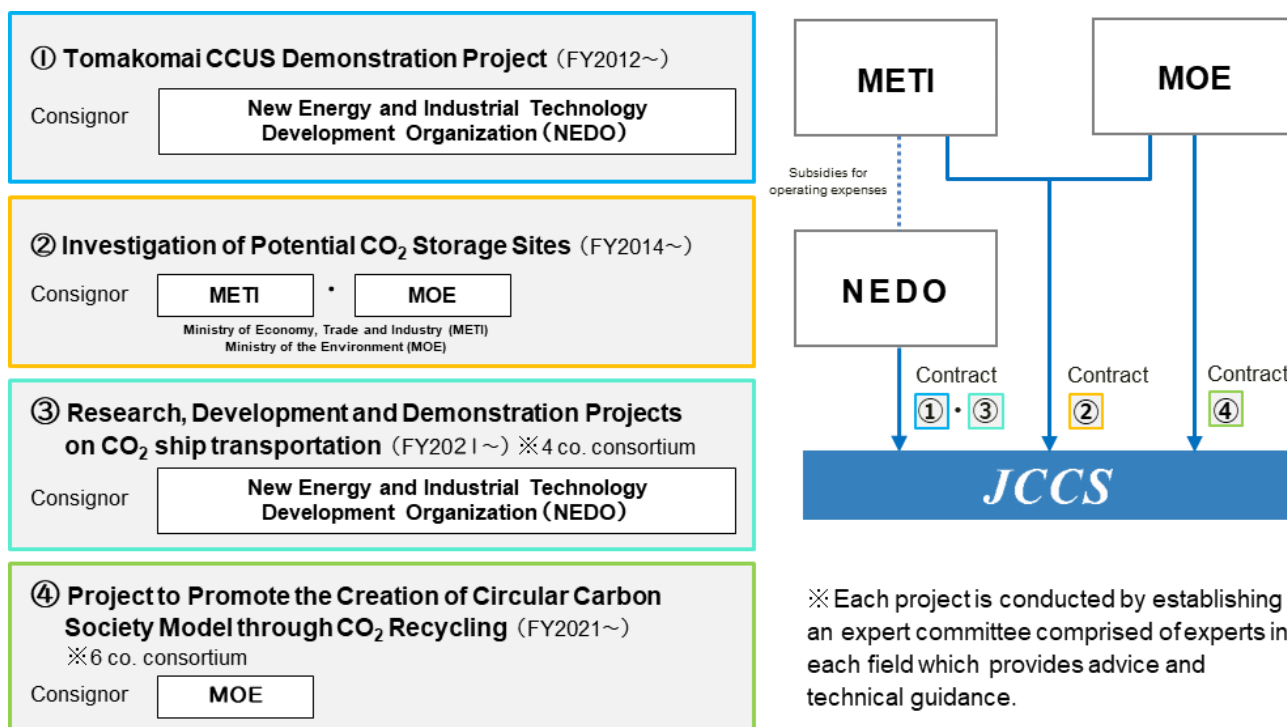 ① Tomakomai CCUS Demonstration Project (FY2012~)
Consignor
New Energy and Industrial Technology
Development Organization (NEDO)
② Investigation of Potential CO₂ Storage Sites (FY2014~)
Consignor
METI ・ MOE
Ministry of Economy, Trade and Industry (METI)
Ministry of the Environment (MOE)
③ Research, Development and Demonstration Projects
on CO₂ ship transportation (FY2021~) ※4 co. consortium
Consignor
New Energy and Industrial Technology
Development Organization (NEDO)
④ Project to Promote the Creation of Circular Carbon
Society Model through CO₂ Recycling (FY2021~)
※6 co. consortium
Consignor
MOE
METI
MOE
Subsidies for
operating expenses
NEDO
Contract
①・③
Contract
②
Contract
④
JCCS
※Each project is conducted by establishing
an expert committee comprised of experts in
each field which provides advice and
technical guidance.